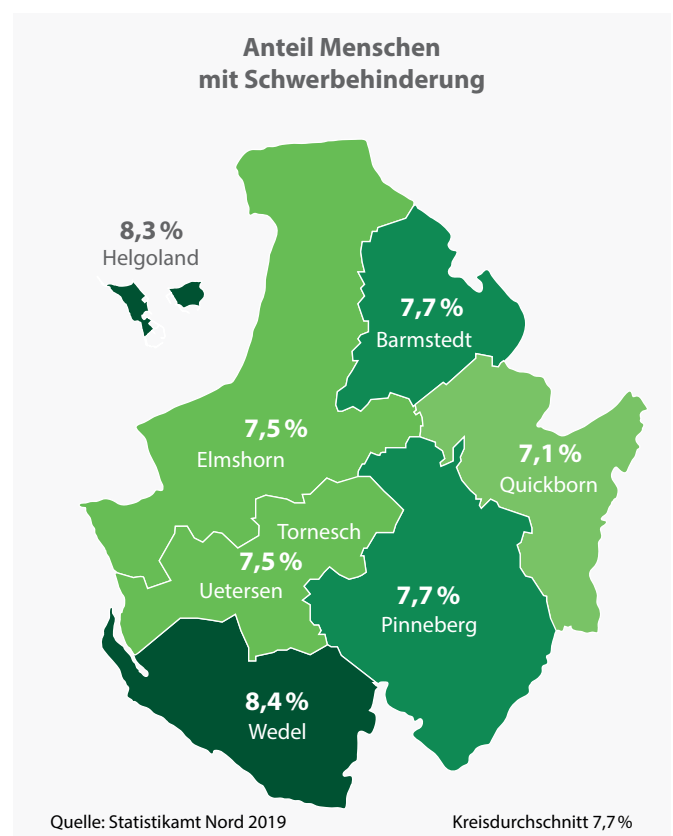 Anteil Menschen
mit Schwerbehinderung
8,3 %
Helgoland
7,7 %
Barmstedt
7,5 %
Elmshorn
7,1 %
Quickborn
Tornesch
7,5 %
Uetersen
7,7 %
Pinneberg
8,4 %
Wedel
Quelle: Statistikamt Nord 2019
Kreisdurchschnitt 7,7 %